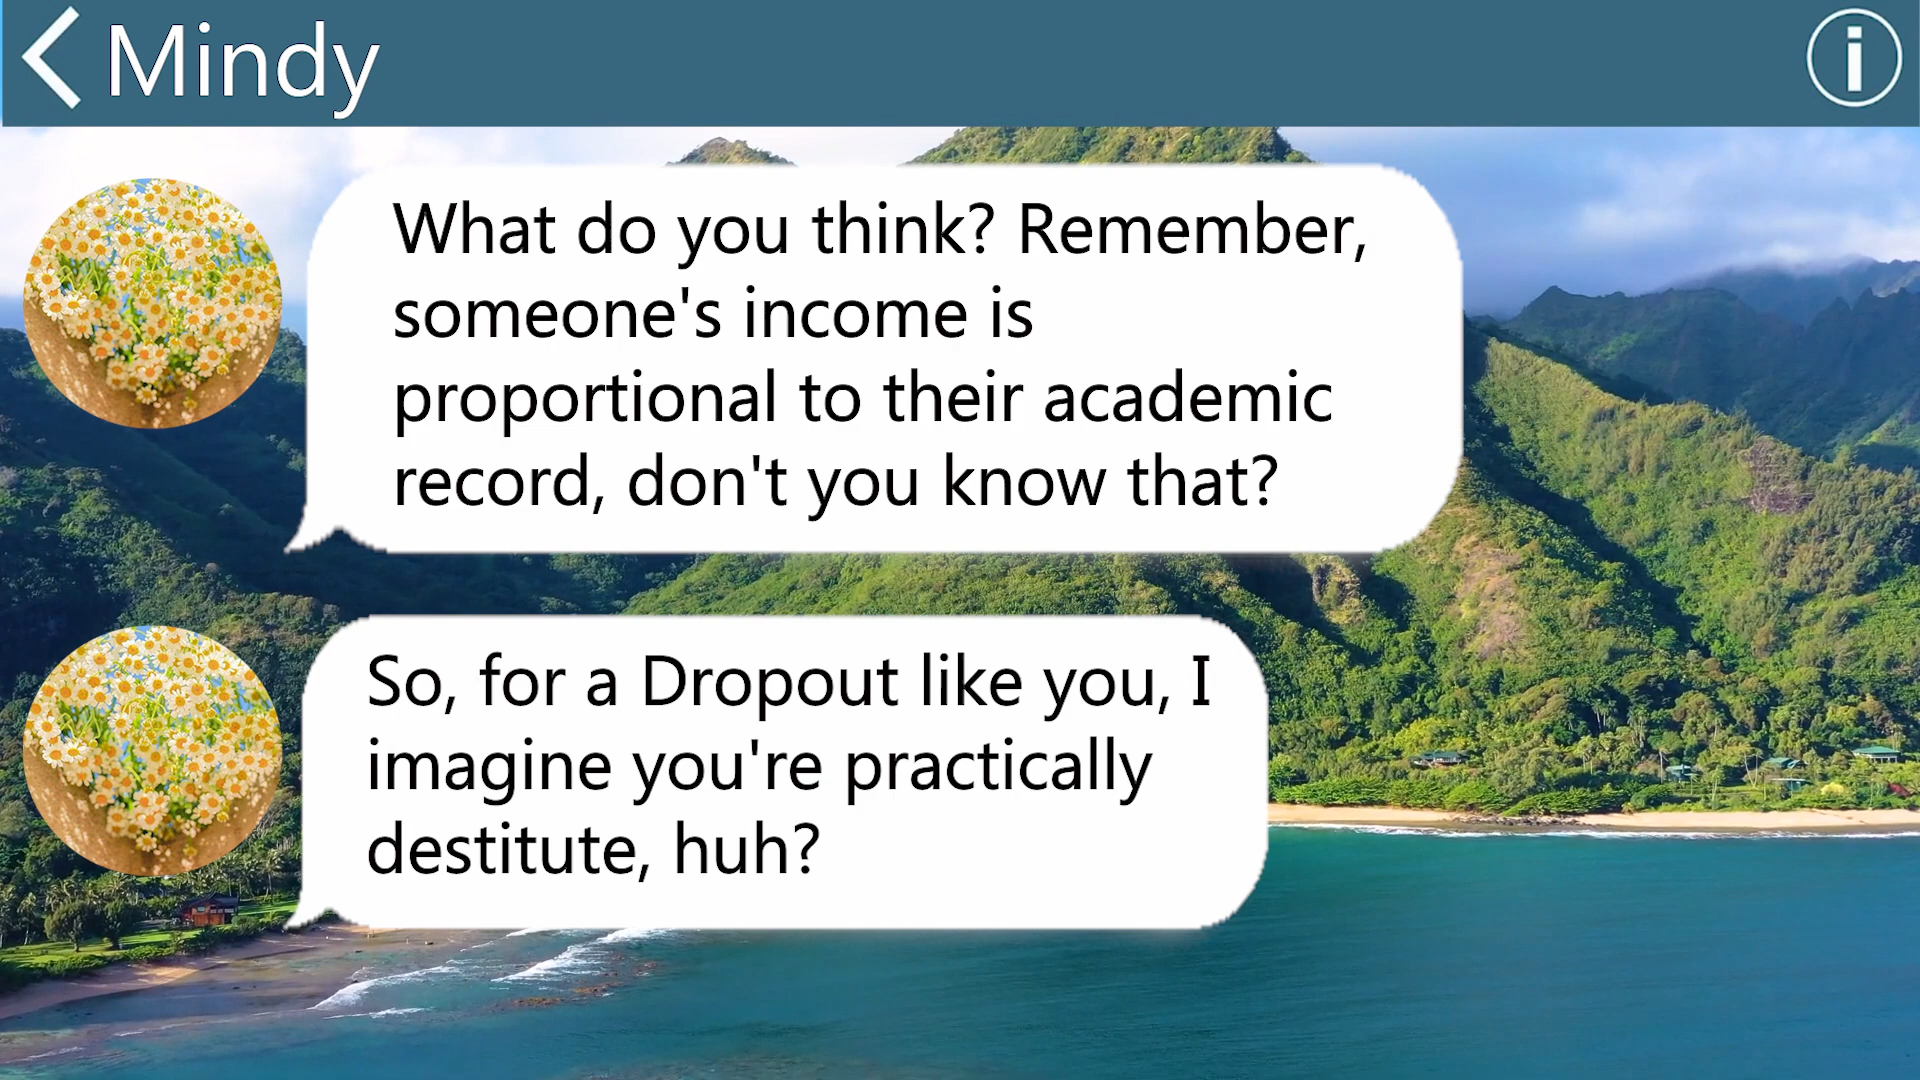 Mindy
What do you think? Remember,
someone's income is
proportional to their academic
record, don't you know that?
So, for a Dropout like you, I
imagine you're practically
destitute, huh?